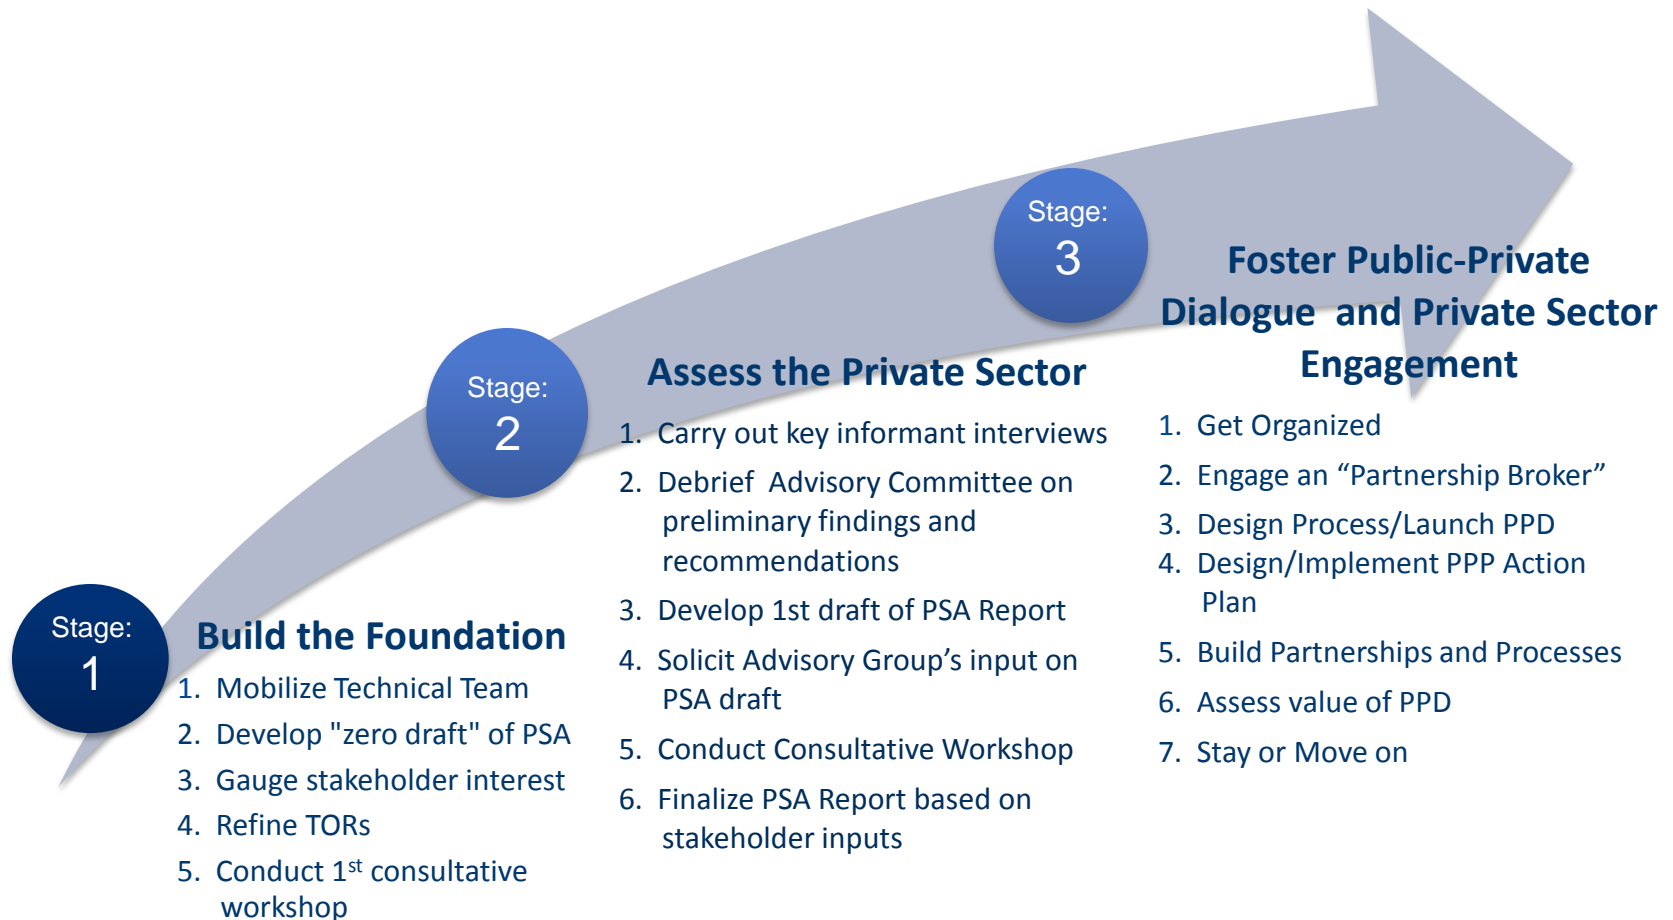 Stage:
1
Build the Foundation
1. Mobilize Technical Team
2. Develop "zero draft" of PSA
3. Gauge stakeholder interest
4. Refine TORs
5. Conduct 1st consultative
workshop
Stage:
2
Assess the Private Sector
1. Carry out key informant interviews
2. Debrief Advisory Committee on
preliminary findings and
recommendations
3. Develop 1st draft of PSA Report
4. Solicit Advisory Group’s input on
PSA draft
5. Conduct Consultative Workshop
6. Finalize PSA Report based on
stakeholder inputs
Stage:
3
Foster Public-Private
Dialogue and Private Sector
Engagement
1. Get Organized
2. Engage an “Partnership Broker”
3. Design Process/Launch PPD
4. Design/Implement PPP Action
Plan
5. Build Partnerships and Processes
6. Assess value of PPD
7. Stay or Move on